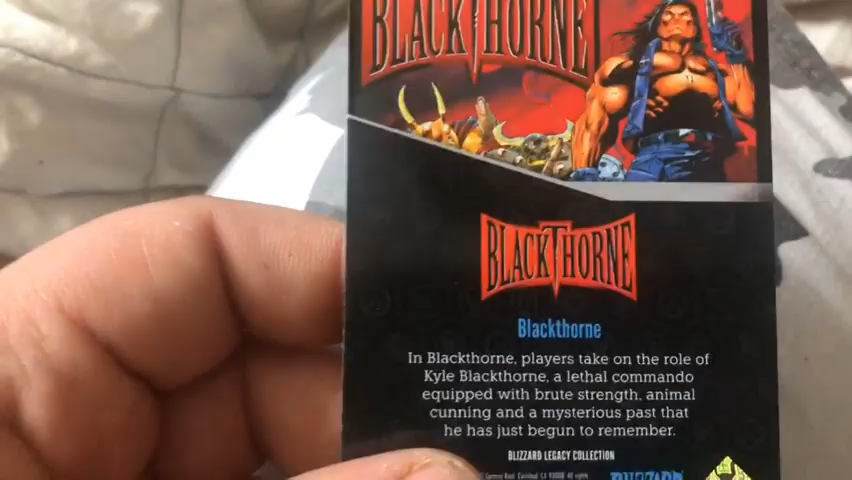 BLACKTHORNE
BLACKTHORNE
Blackthorne
In Blackthorne, players take on the role of
Kyle Blackthorne, a lethal commando
equipped with brute strength, animal
cunning and a mysterious past that
he has just begun to remember.
BLIZZARD LEGACY COLLECTION